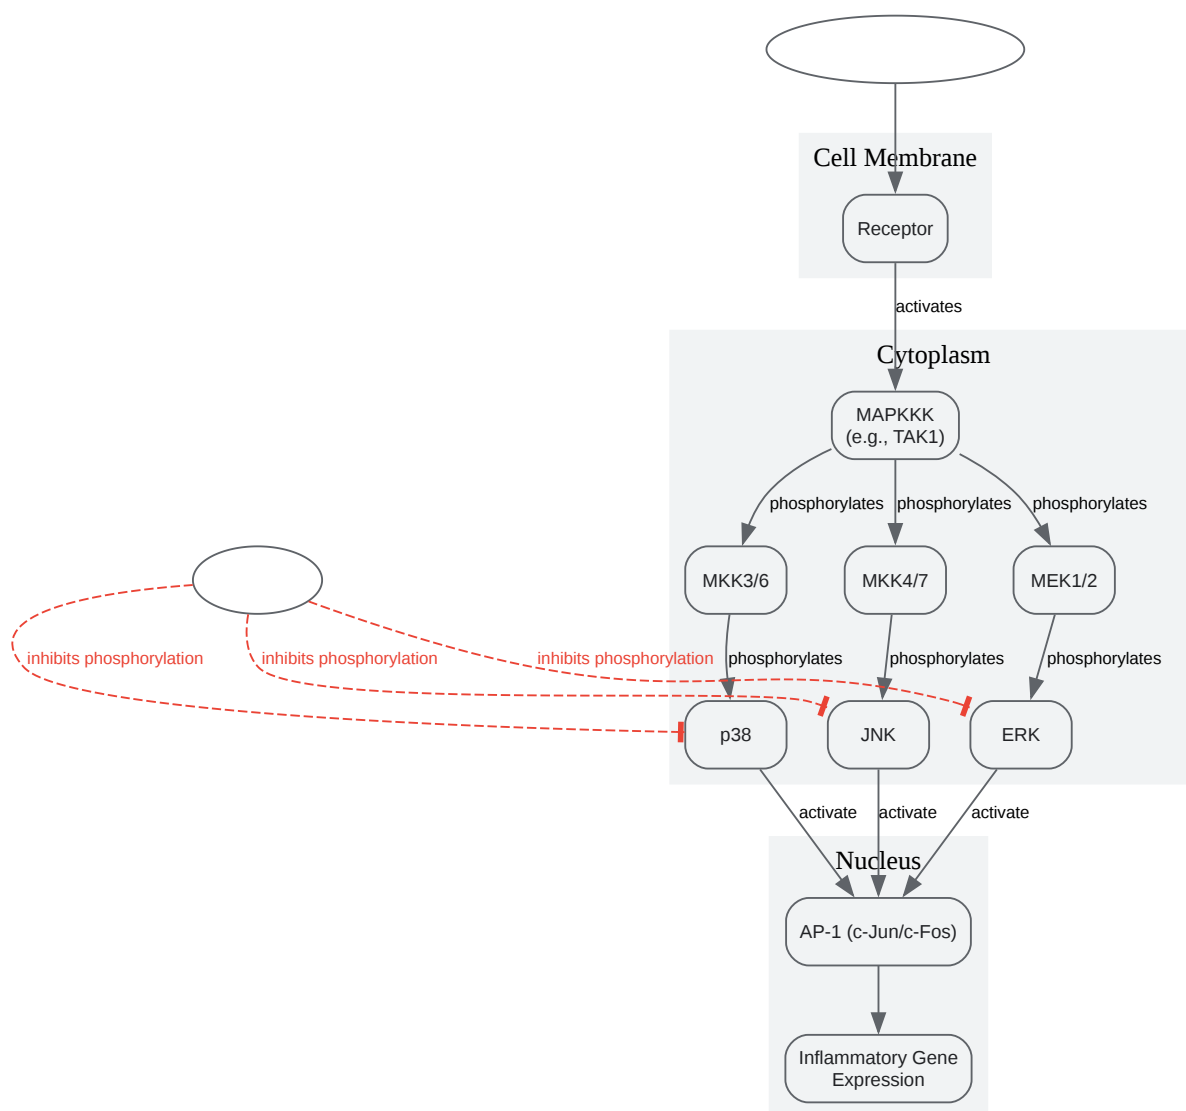 Cell Membrane
Receptor
activates
Cytoplasm
MAPKKK
(e.g., TAK1)
phosphorylates
phosphorylates
phosphorylates
MKK3/6
MKK4/7
MEK1/2
inhibits phosphorylation
inhibits phosphorylation
inhibits phosphorylation
phosphorylates
phosphorylates
phosphorylates
p38
JNK
ERK
activate
activate
activate
Nucleus
AP-1 (c-Jun/c-Fos)
Inflammatory Gene
Expression